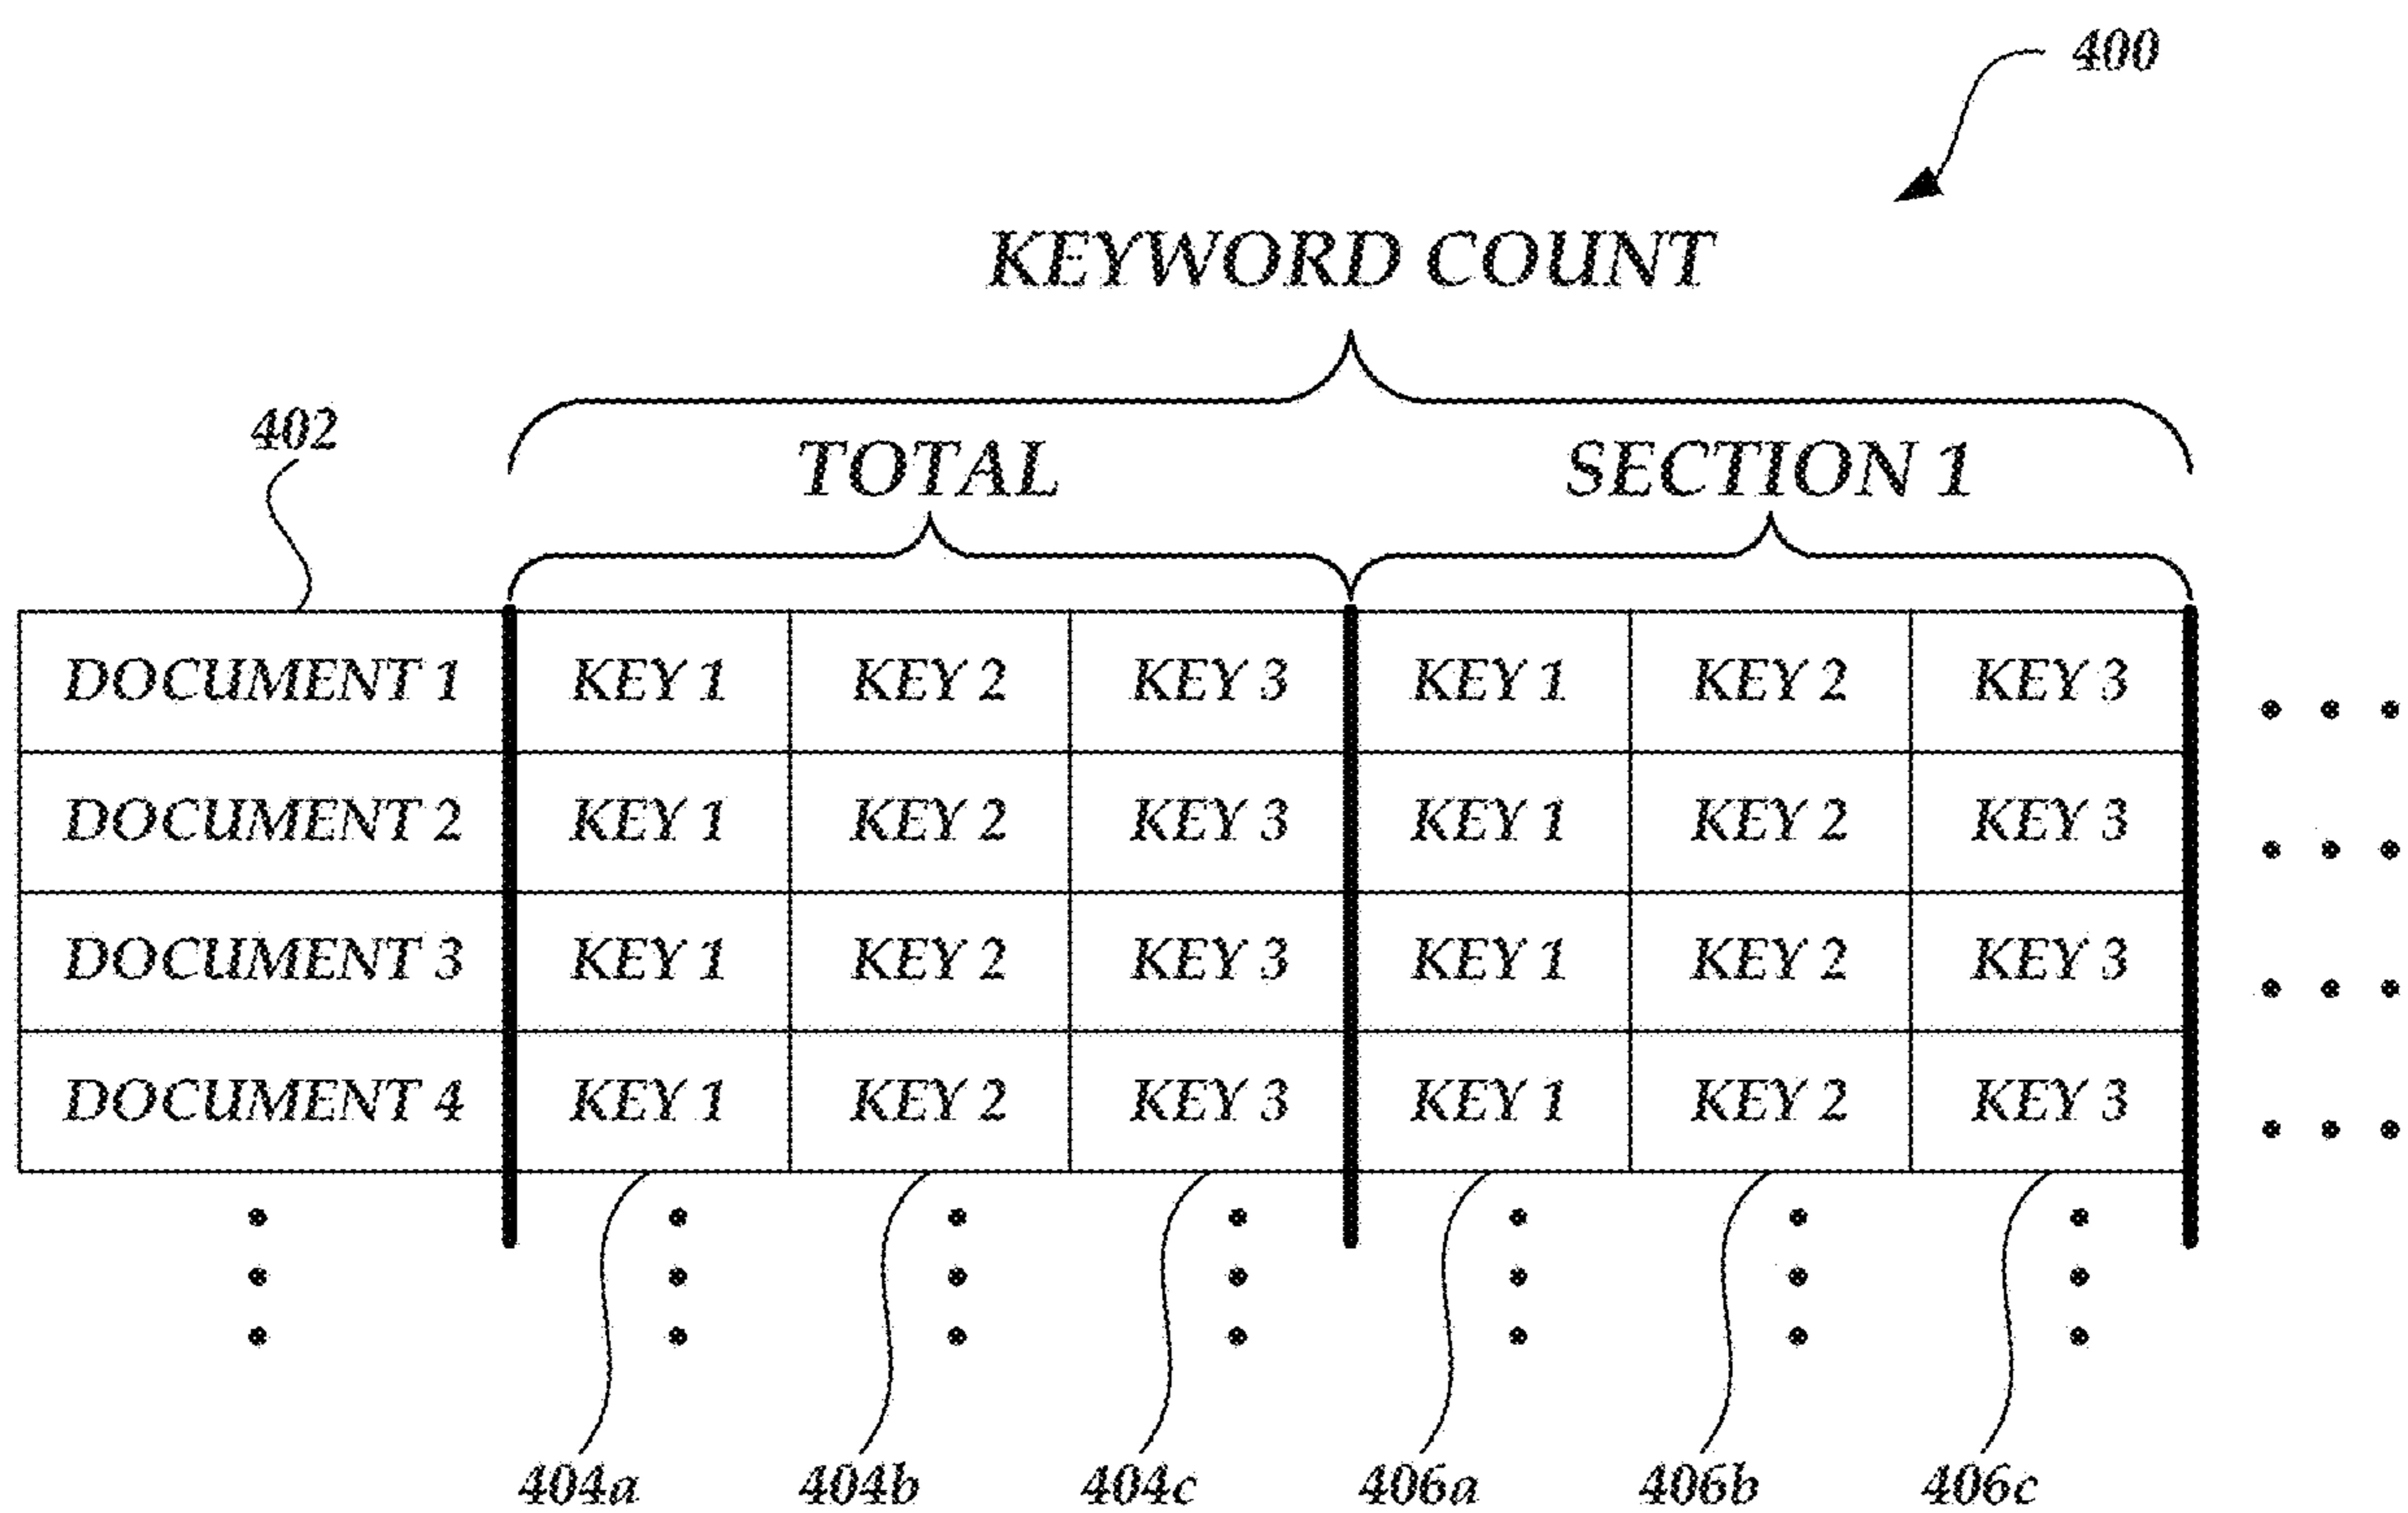 400
KEYWORD COUNT
402
TOTAL SECTION 1
DOCUMENT 1 KEY 1 KEY 2 KEY 3 KEY 1 KEY 2 KEY 3
DOCUMENT 2 KEY 1 KEY 2 KEY 3 KEY 1 KEY 2 KEY 3
DOCUMENT 3 KEY 1 KEY 2 KEY 3 KEY 1 KEY 2 KEY 3
DOCUMENT 4 KEY 1 KEY 2 KEY 3 KEY 1 KEY 2 KEY 3
404a 404b 404c 406a 406b 406c